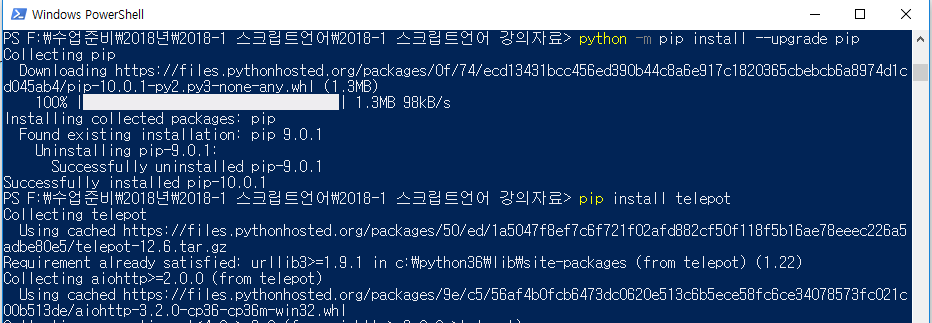 Windows PowerShell
PS F:\수업준비\2018년\2018-1 스크립트언어\2018-1 스크립트언어 강의자료> python -m pip install --upgrade pip
Collecting pip
Downloading https://files.pythonhosted.org/packages/0f/74/ecd13431bcc456ed390b44c8a6e917c1820365cbebcb6a8974d1c
d045ab4/pip-10.0.1-py2.py3-none-any.whl (1.3MB)
100% |████████████████████████████████| 1.3MB 98kB/s
Installing collected packages: pip
Found existing installation: pip 9.0.1
Uninstalling pip-9.0.1:
Successfully uninstalled pip-9.0.1
Successfully installed pip-10.0.1
PS F:\수업준비\2018년\2018-1 스크립트언어\2018-1 스크립트언어 강의자료> pip install telepot
Collecting telepot
Using cached https://files.pythonhosted.org/packages/50/ed/1a5047f8ef7c6f721f02afd882cf50f118f5b16ae78eeec226a5
adbe80e5/telepot-12.6.tar.gz
Requirement already satisfied: urllib3>=1.9.1 in c:\python36\lib\site-packages (from telepot) (1.22)
Collecting aiohttp>=2.0.0 (from telepot)
Using cached https://files.pythonhosted.org/packages/9e/c5/56af4b0fcb6473dc0620e513c6b5ece58fc6ce34078573fc021c
00b513de/aiohttp-3.2.0-cp36-cp36m-win32.whl